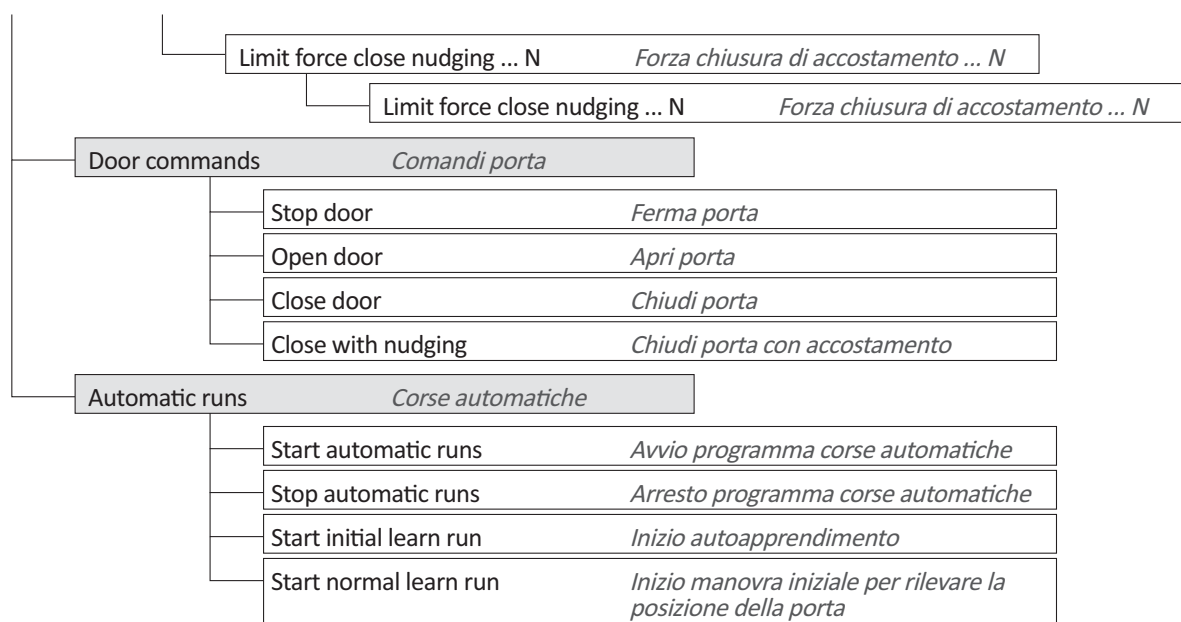 Limit force close nudging ... N Forza chiusura di accostamento ... N
Limit force close nudging ... N Forza chiusura di accostamento ... N
Door commands Comandi porta
Stop door Ferma porta
Open door Apri porta
Close door Chiudi porta
Close with nudging Chiudi porta con accostamento
Automatic runs Corse automatiche
Start automatic runs Avvio programma corse automatiche
Stop automatic runs Arresto programma corse automatiche
Start initial learn run Inizio autoapprendimento
Start normal learn run Inizio manovra iniziale per rilevare la
posizione della porta